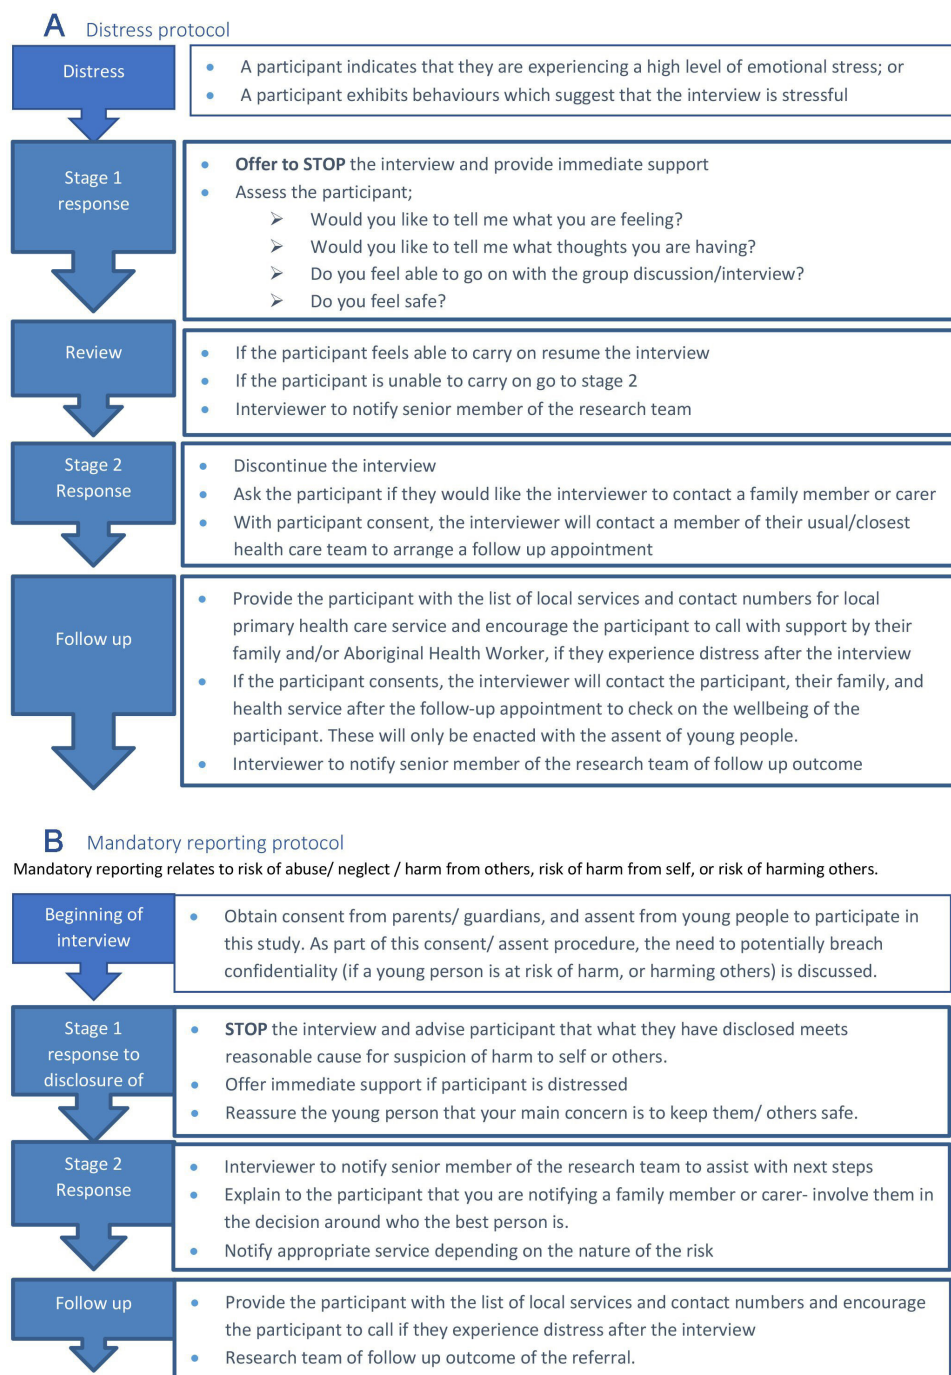 A Distress protocol
Distress
• A participant indicates that they are experiencing a high level of emotional stress; or
• A participant exhibits behaviours which suggest that the interview is stressful
Stage 1
response
• Offer to STOP the interview and provide immediate support
• Assess the participant;
➢ Would you like to tell me what you are feeling?
➢ Would you like to tell me what thoughts you are having?
➢ Do you feel able to go on with the group discussion/interview?
➢ Do you feel safe?
Review
• If the participant feels able to carry on resume the interview
• If the participant is unable to carry on go to stage 2
• Interviewer to notify senior member of the research team
Stage 2
Response
• Discontinue the interview
• Ask the participant if they would like the interviewer to contact a family member or carer
• With participant consent, the interviewer will contact a member of their usual/closest
health care team to arrange a follow up appointment
Follow up
• Provide the participant with the list of local services and contact numbers for local
primary health care service and encourage the participant to call with support by their
family and/or Aboriginal Health Worker, if they experience distress after the interview
• If the participant consents, the interviewer will contact the participant, their family, and
health service after the follow-up appointment to check on the wellbeing of the
participant. These will only be enacted with the assent of young people.
• Interviewer to notify senior member of the research team of follow up outcome
B Mandatory reporting protocol
Mandatory reporting relates to risk of abuse/ neglect / harm from others, risk of harm from self, or risk of harming others.
Beginning of
interview
• Obtain consent from parents/ guardians, and assent from young people to participate in
this study. As part of this consent/ assent procedure, the need to potentially breach
confidentiality (if a young person is at risk of harm, or harming others) is discussed.
Stage 1
response to
disclosure of
• STOP the interview and advise participant that what they have disclosed meets
reasonable cause for suspicion of harm to self or others.
• Offer immediate support if participant is distressed
• Reassure the young person that your main concern is to keep them/ others safe.
Stage 2
Response
• Interviewer to notify senior member of the research team to assist with next steps
• Explain to the participant that you are notifying a family member or carer- involve them in
the decision around who the best person is.
• Notify appropriate service depending on the nature of the risk
Follow up
• Provide the participant with the list of local services and contact numbers and encourage
the participant to call if they experience distress after the interview
• Research team of follow up outcome of the referral.